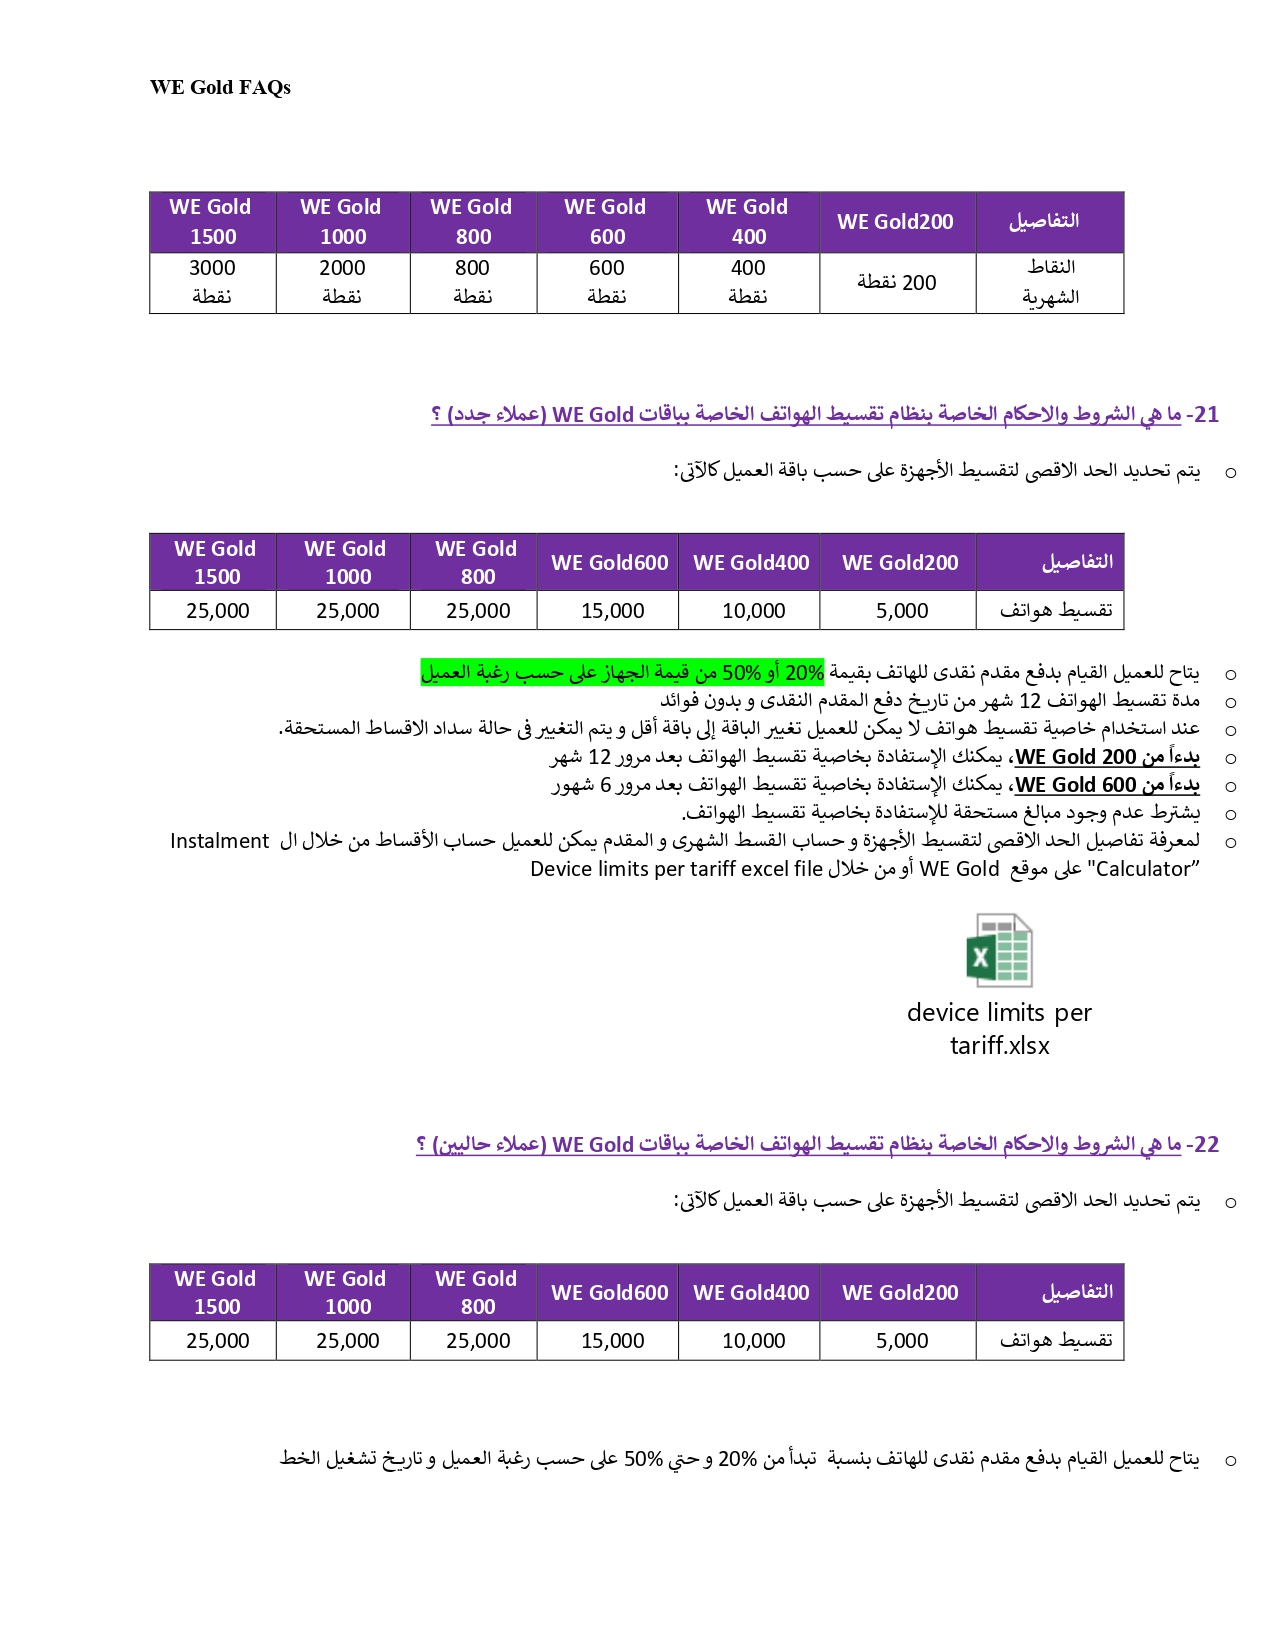 WE Gold FAQs
التفاصيل WE Gold200 WE Gold 400 WE Gold 600 WE Gold 800 WE Gold 1000 WE Gold 1500
النقاط الشهرية 200 نقطة 400 نقطة 600 نقطة 800 نقطة 2000 نقطة 3000 نقطة
21- ما هي الشروط والاحكام الخاصة بنظام تقسيط الهواتف الخاصة بباقات WE Gold (عملاء جدد) ؟
o يتم تحديد الحد الاقصى لتقسيط الأجهزة على حسب باقة العميل كالآتى:
التفاصيل WE Gold200 WE Gold400 WE Gold600 WE Gold 800 WE Gold 1000 WE Gold 1500
تقسيط هواتف 5,000 10,000 15,000 25,000 25,000 25,000
o يتاح للعميل القيام بدفع مقدم نقدى للهاتف بقيمة 20% أو 50% من قيمة الجهاز على حسب رغبة العميل
o مدة تقسيط الهواتف 12 شهر من تاريخ دفع المقدم النقدى و بدون فوائد
o عند استخدام خاصية تقسيط هواتف لا يمكن للعميل تغيير الباقة إلى باقة أقل و يتم التغيير فى حالة سداد الاقساط المستحقة.
o بدءاً من WE Gold 200، يمكنك الإستفادة بخاصية تقسيط الهواتف بعد مرور 12 شهر
o بدءاً من WE Gold 600، يمكنك الإستفادة بخاصية تقسيط الهواتف بعد مرور 6 شهور
o يشترط عدم وجود مبالغ مستحقة للإستفادة بخاصية تقسيط الهواتف.
o لمعرفة تفاصيل الحد الاقصى لتقسيط الأجهزة و حساب القسط الشهرى و المقدم يمكن للعميل حساب الأقساط من خلال ال Instalment
Calculator" على موقع WE Gold أو من خلال Device limits per tariff excel file”
device limits per
tariff.xlsx
22- ما هي الشروط والاحكام الخاصة بنظام تقسيط الهواتف الخاصة بباقات WE Gold (عملاء حاليين) ؟
o يتم تحديد الحد الاقصى لتقسيط الأجهزة على حسب باقة العميل كالآتى:
التفاصيل WE Gold200 WE Gold400 WE Gold600 WE Gold 800 WE Gold 1000 WE Gold 1500
تقسيط هواتف 5,000 10,000 15,000 25,000 25,000 25,000
o يتاح للعميل القيام بدفع مقدم نقدى للهاتف بنسبة تبدأ من 20% و حتي 50% على حسب رغبة العميل و تاريخ تشغيل الخط